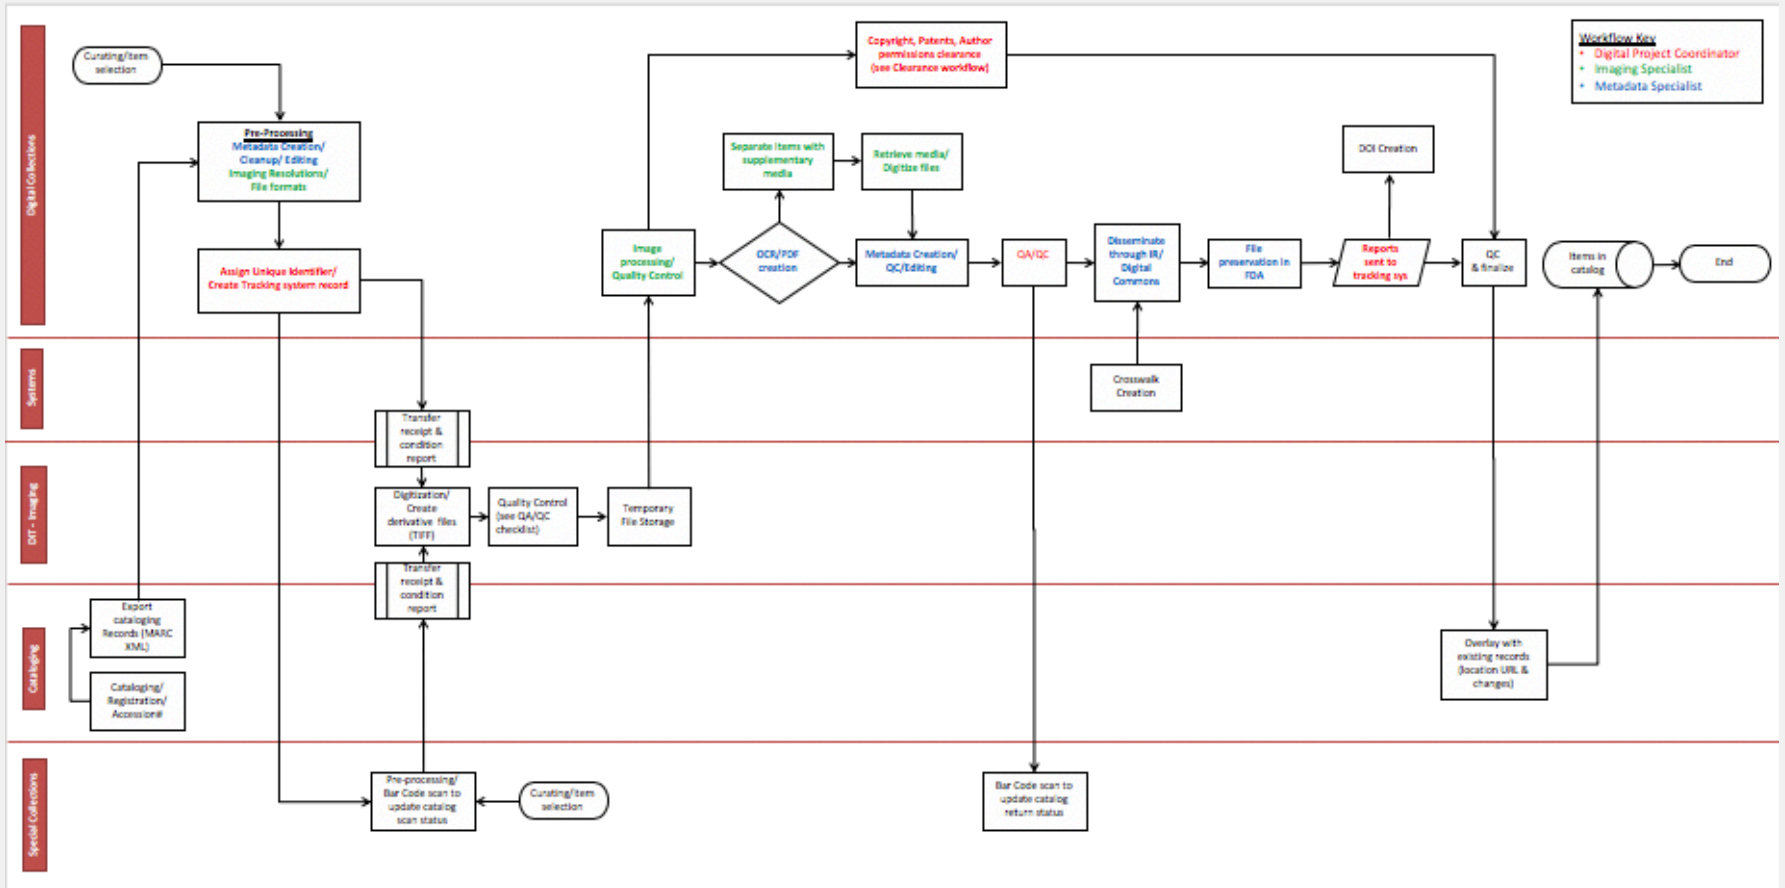 Digital Collections
Curating/Item
selection
Pre-Processing
Metadata Creation/
Cleanup/ Editing
Imaging Resolutions/
File formats
Assign Unique Identifier/
Create Tracking system record
Copyright, Patents, Author
permissions clearance
(see Clearance workflow)
Workflow Key
• Digital Project Coordinator
• Imaging Specialist
• Metadata Specialist
Separate Items with
supplementary
media
Retrieve media/
Digitize files
DOI Creation
Image
processing/
Quality Control
OCR/PDF
creation
Metadata Creation/
QC/Editing
QA/QC
Disseminate
through IR/
Digital
Commons
File
preservation in
FDA
Reports
sent to
tracking sys
QC
& finalize
Items in
catalog
End
Systems
Transfer
receipt &
condition
report
Crosswalk
Creation
DIT - Imaging
Digitization/
Create
derivative files
(TIFF)
Quality Control
(see QA/QC
checklist)
Temporary
File Storage
Transfer
receipt &
condition
report
Cataloging
Export
cataloging
Records (MARC
XML)
Cataloging/
Registration/
Accession#
Overlay with
existing records
(location URL &
changes)
Special Collections
Pre-processing/
Bar Code scan to
update catalog
scan status
Curating/Item
selection
Bar Code scan to
update catalog
return status